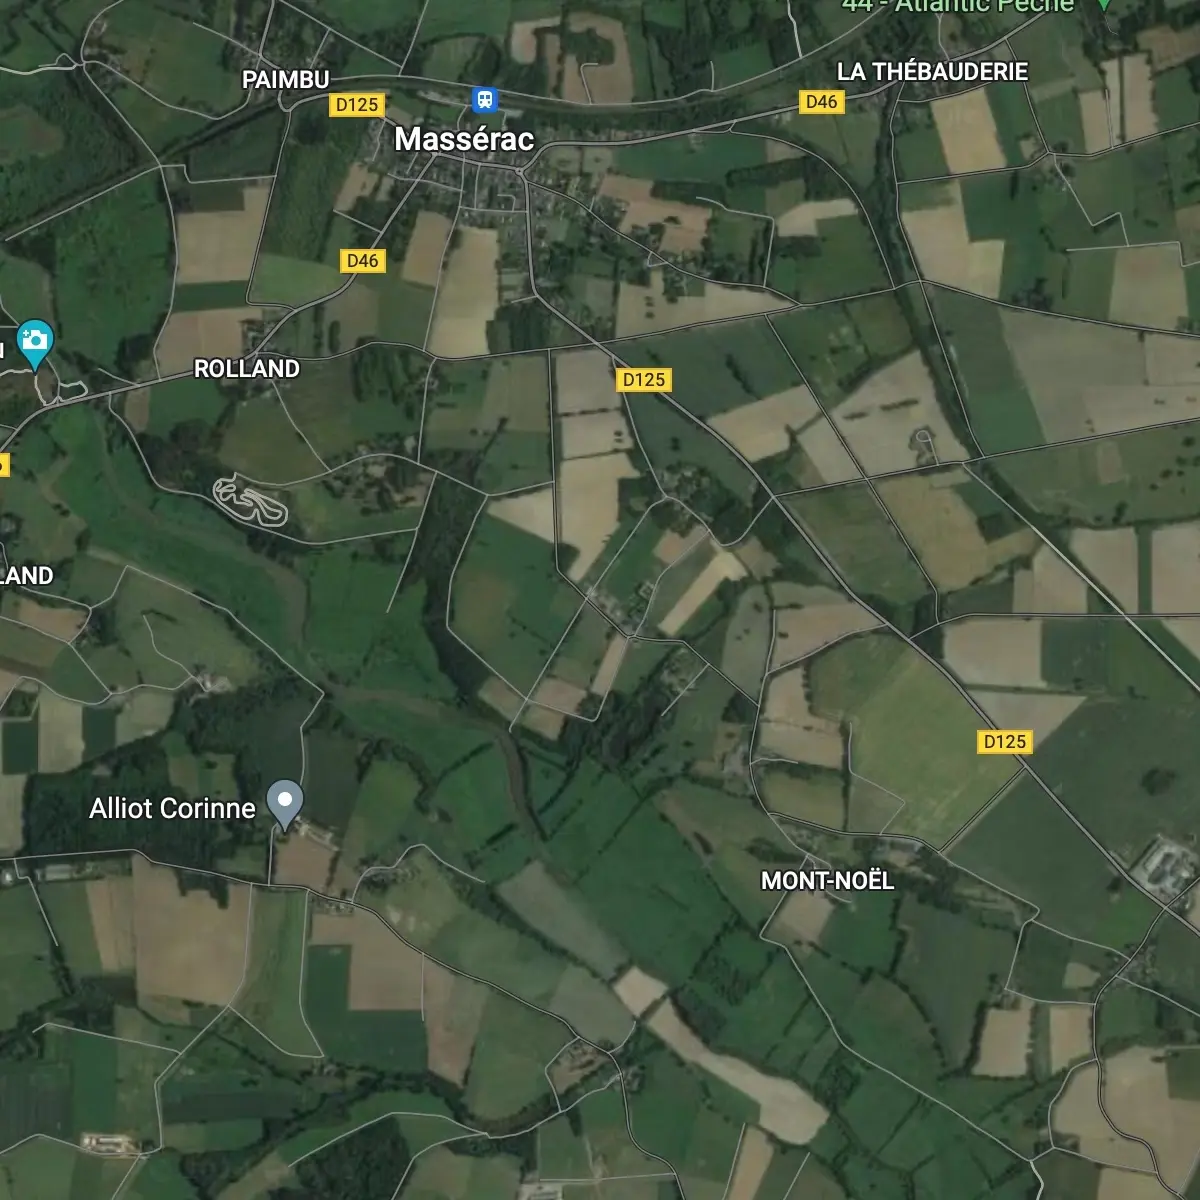 44 - Atlantic Pêche
PAIMBU
LA THÉBAUDERIE
D125
D46
Massérac
D46
ROLLAND
D125
LAND
D125
Alliot Corinne
MONT-NOËL